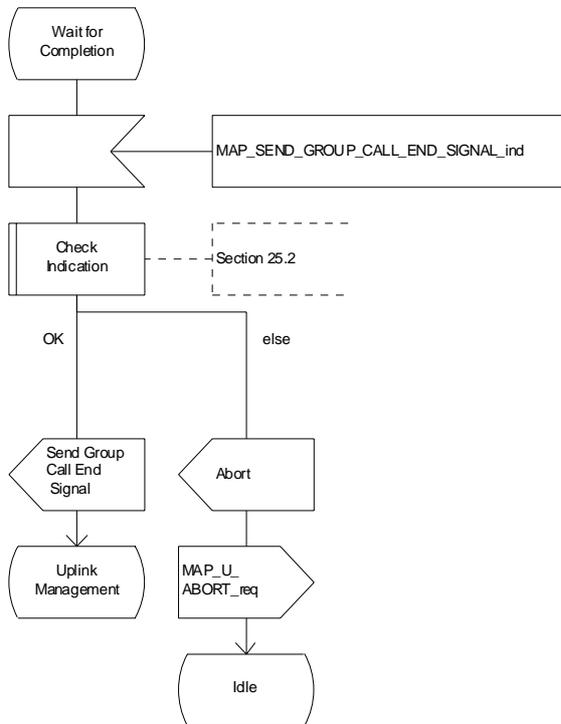 Wait for
Completion
MAP_SEND_GROUP_CALL_END_SIGNAL_ind
Check
Indication
Section 25.2
OK
else
Send Group
Call End
Signal
Abort
Uplink
Management
MAP_U_
ABORT_req
Idle